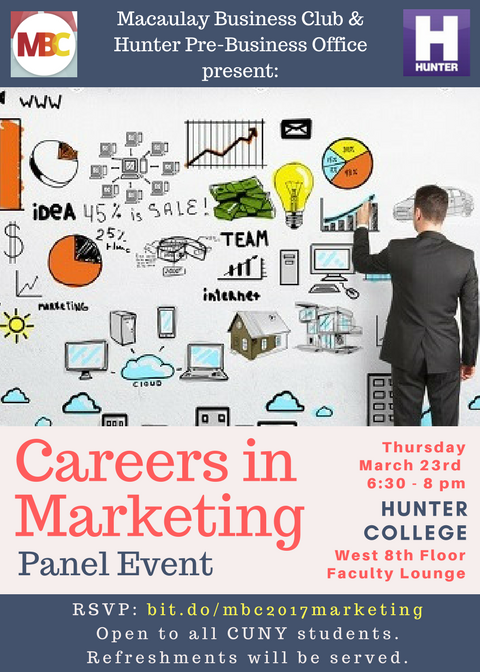 MBC
Macaulay Business Club &
Hunter Pre-Business Office
present:
H
HUNTER
WWW
iDEA
45% is SALE!
25%
TEAM
MARKETING
internet
CLOUD
Careers in
Marketing
Panel Event
Thursday
March 23rd
6:30 - 8 pm
HUNTER
COLLEGE
West 8th Floor
Faculty Lounge
RSVP: bit.do/mbc2017marketing
Open to all CUNY students.
Refreshments will be served.